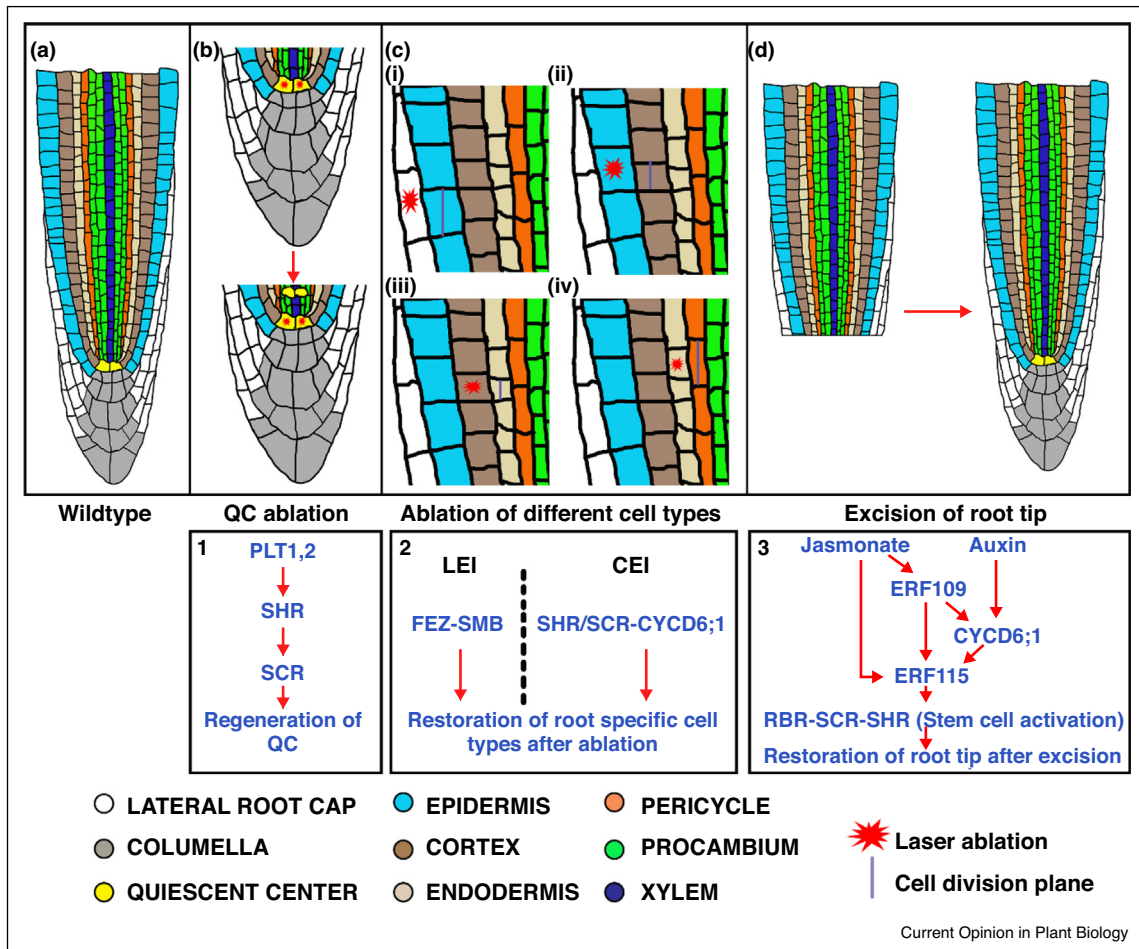 (a)
(b)
(c)
(d)
(i)
(ii)
(iii)
(iv)
Wildtype
QC ablation
Ablation of different cell types
Excision of root tip
1
PLT1,2
SHR
SCR
Regeneration of
QC
2
LEI
CEI
FEZ-SMB
SHR/SCR-CYCD6;1
Restoration of root specific cell
types after ablation
3
Jasmonate
Auxin
ERF109
CYCD6;1
ERF115
RBR-SCR-SHR (Stem cell activation)
Restoration of root tip after excision
LATERAL ROOT CAP
COLUMELLA
QUIESCENT CENTER
EPIDERMIS
CORTEX
ENDODERMIS
PERICYCLE
PROCAMBIUM
XYLEM
Laser ablation
Cell division plane
Current Opinion in Plant Biology